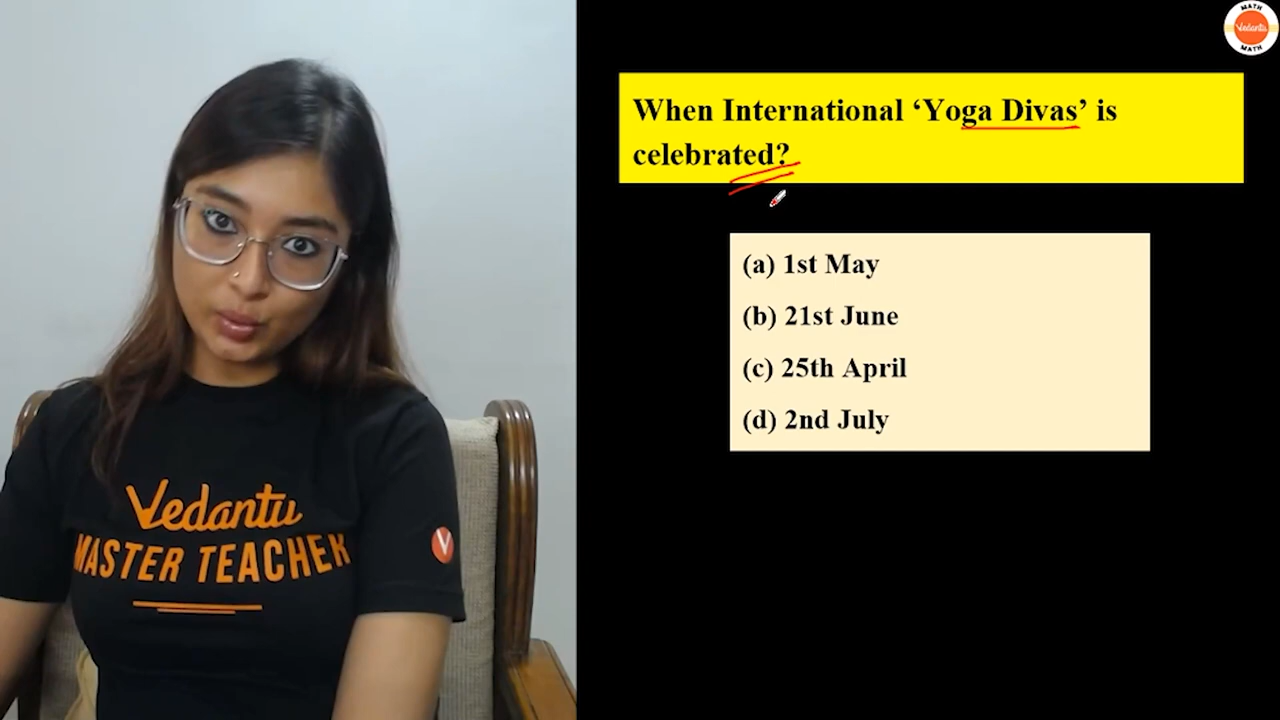 MATH
Vedantu
MATH
When International ‘Yoga Divas’ is
celebrated?
(a) 1st May
(b) 21st June
(c) 25th April
(d) 2nd July
Vedantu
MASTER TEACHER
V